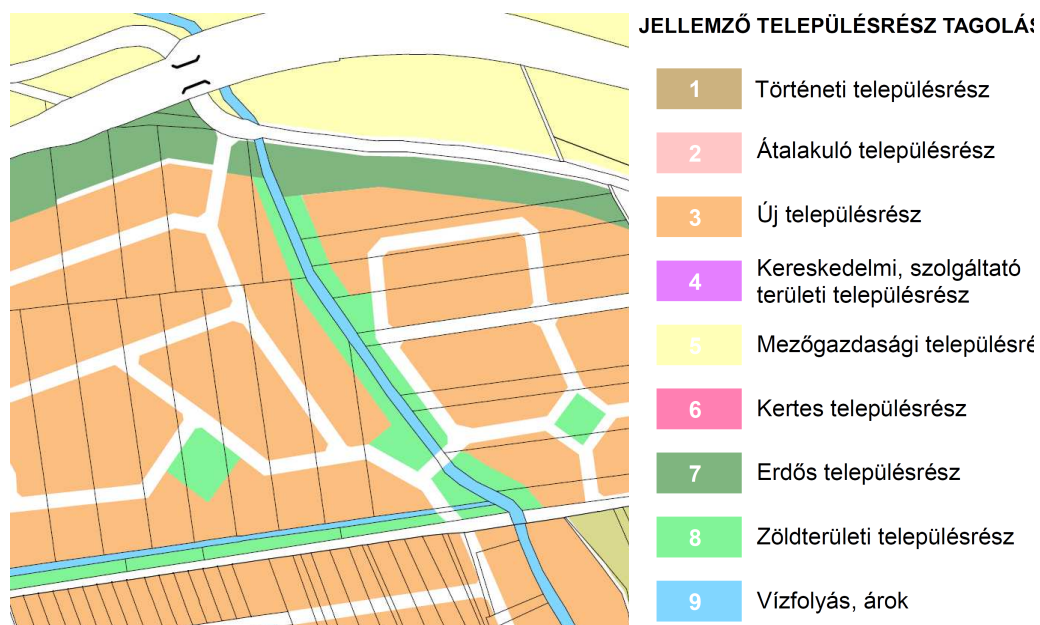 JELLEMZŐ TELEPÜLÉSRÉSZ TAGOLÁS
1 Történeti településrész
2 Átalakuló településrész
3 Új településrész
4 Kereskedelmi, szolgáltató
területi településrész
5 Mezőgazdasági településré
6 Kertes településrész
7 Erdős településrész
8 Zöldterületi településrész
9 Vízfolyás, árok